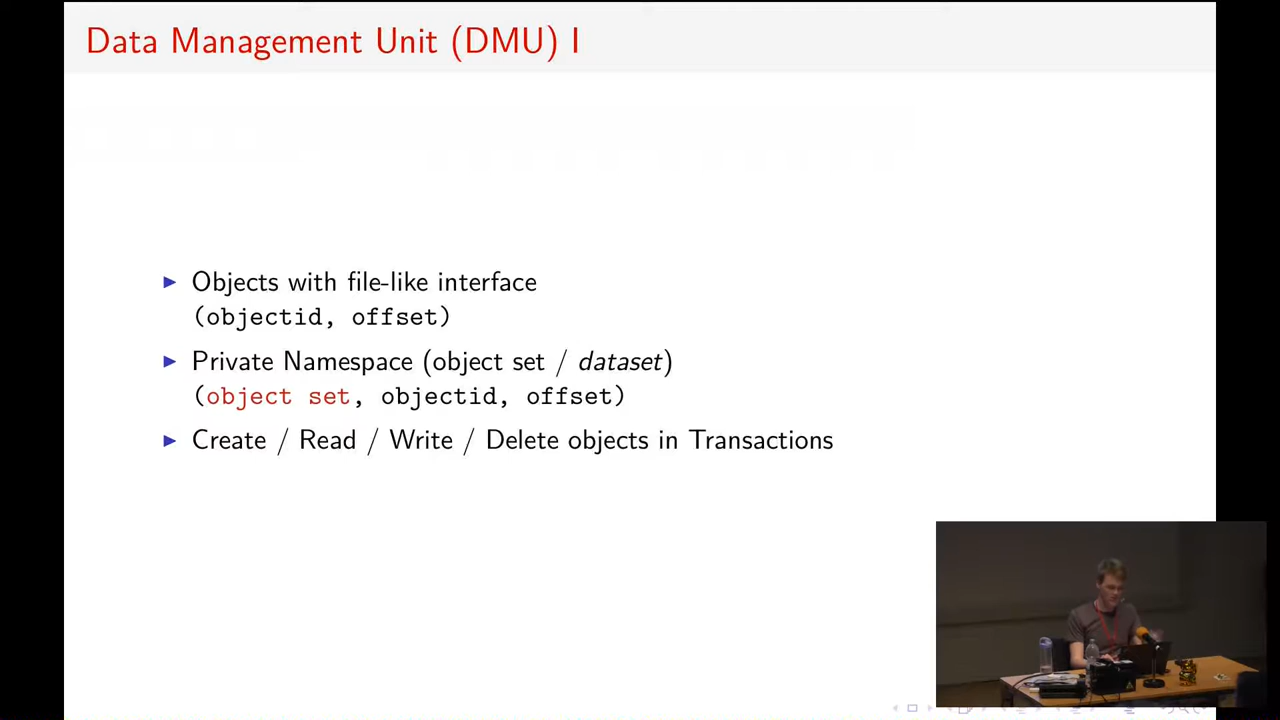 Data Management Unit (DMU) I
▶ Objects with file-like interface
(objectid, offset)
▶ Private Namespace (object set / dataset)
(object set, objectid, offset)
▶ Create / Read / Write / Delete objects in Transactions